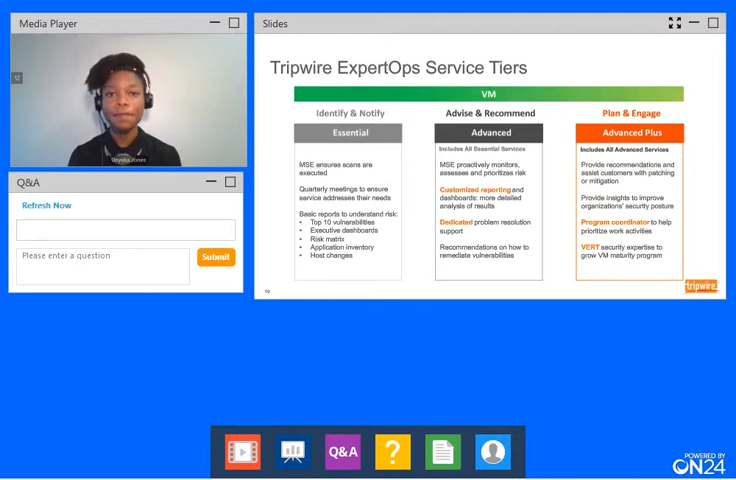 Media Player
12
Onyeka Jones
Q&A
Refresh Now
Please enter a question
Submit
Slides
Tripwire ExpertOps Service Tiers
VM
Identify & Notify
Essential
MSE ensures scans are
executed
Quarterly meetings to ensure
service addresses their needs
Basic reports to understand risk:
• Top 10 vulnerabilities
• Executive dashboards
• Risk matrix
• Application inventory
• Host changes
Advise & Recommend
Advanced
Includes All Essential Services
MSE proactively monitors,
assesses and prioritizes risk
Customized reporting and
dashboards: more detailed
analysis of results
Dedicated problem resolution
support
Recommendations on how to
remediate vulnerabilities
Plan & Engage
Advanced Plus
Includes All Advanced Services
Provide recommendations and
assist customers with patching
or mitigation
Provide insights to improve
organizations' security posture
Program coordinator to help
prioritize work activities
VERT security expertise to
grow VM maturity program
tripwire
Q&A
?
POWERED BY
ON24